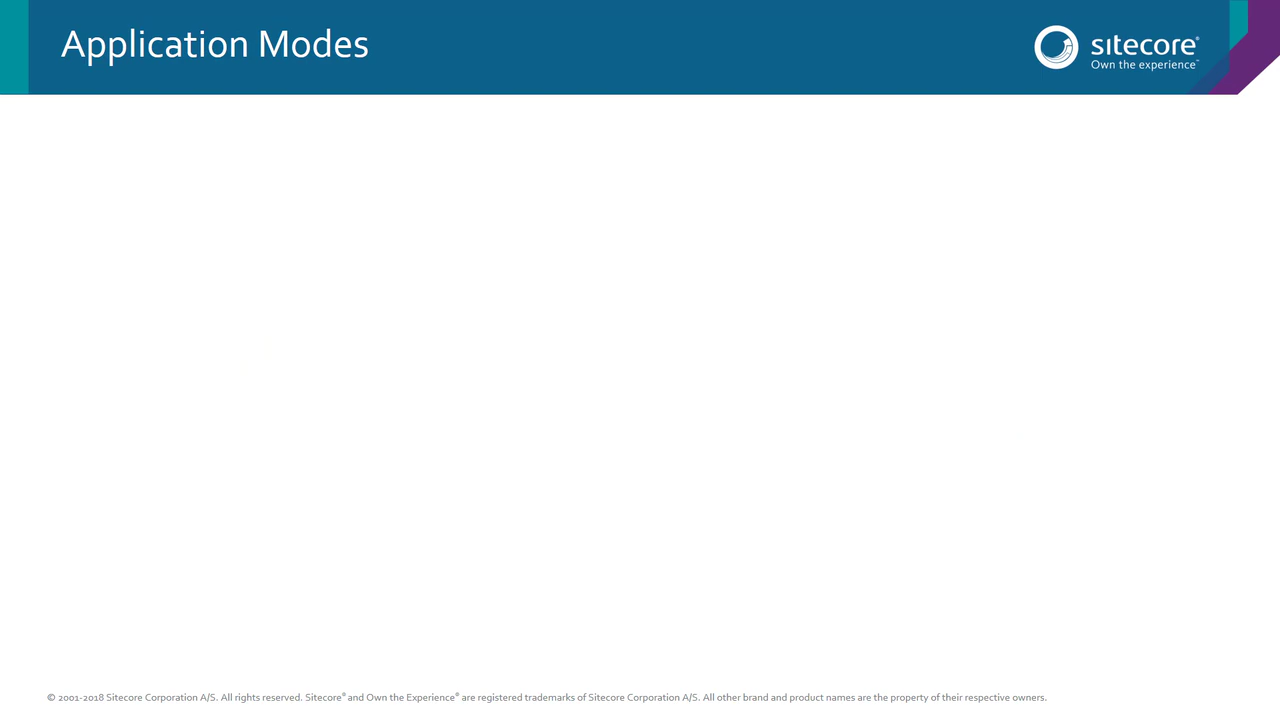 Application Modes
sitecore®
Own the experience™
© 2001-2018 Sitecore Corporation A/S. All rights reserved. Sitecore® and Own the Experience® are registered trademarks of Sitecore Corporation A/S. All other brand and product names are the property of their respective owners.